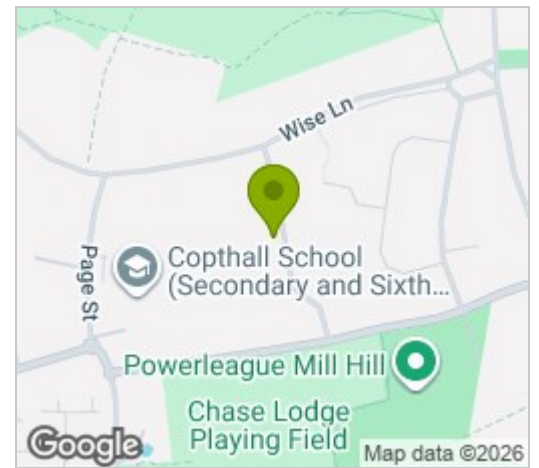 Wise Ln
Page St
Copthall School
(Secondary and Sixth...
Powerleague Mill Hill
Chase Lodge
Playing Field
Google
Map data ©2026